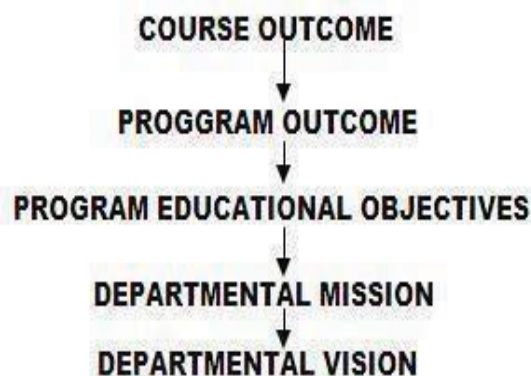 COURSE OUTCOME
PROGGRAM OUTCOME
PROGRAM EDUCATIONAL OBJECTIVES
DEPARTMENTAL MISSION
DEPARTMENTAL VISION